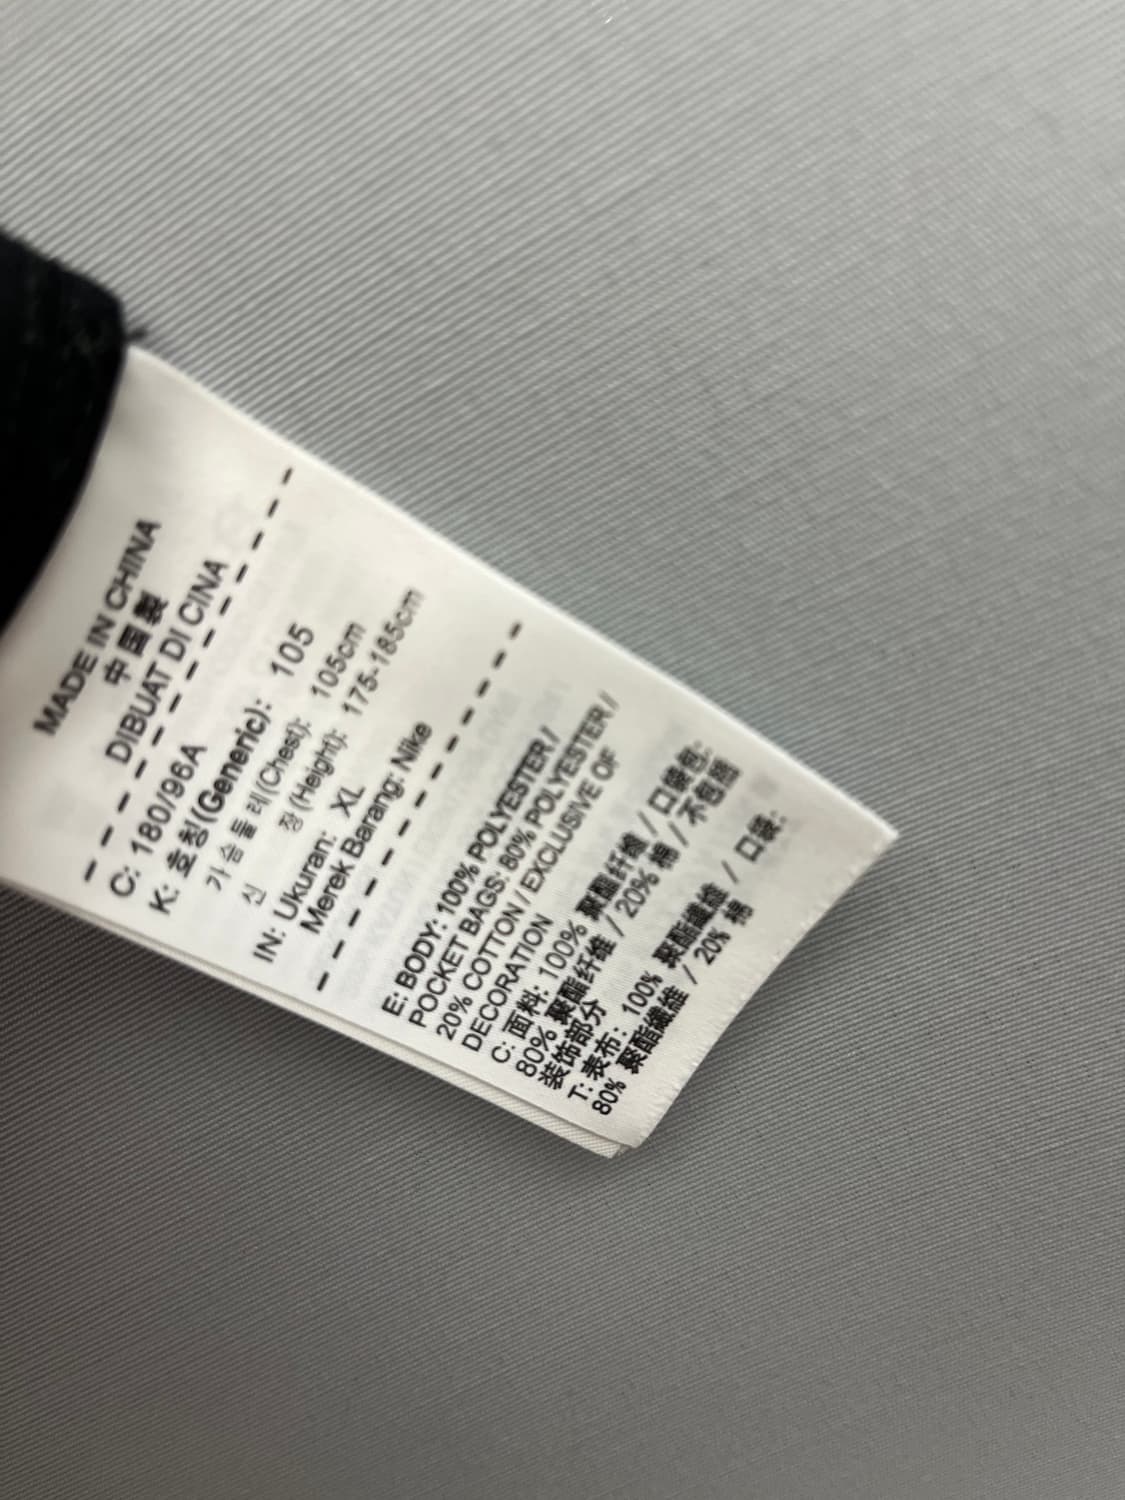 MADE IN CHINA
中国製
DIBUAT DI CINA
C: 180/96A
K: 호칭(Generic): 105
가슴둘레(Chest): 105cm
신 장(Height): 175-185cm
IN: Ukuran: XL
Merek Barang: Nike
E: BODY: 100% POLYESTER /
POCKET BAGS: 80% POLYESTER /
20% COTTON / EXCLUSIVE OF
DECORATION
C: 面料: 100% 聚酯纤维 / 口袋包:
80% 聚酯纤维 / 20% 棉 / 不包括
装饰部分
T: 表布: 100% 聚酯纖維 / 口袋:
80% 聚酯纖維 / 20% 棉